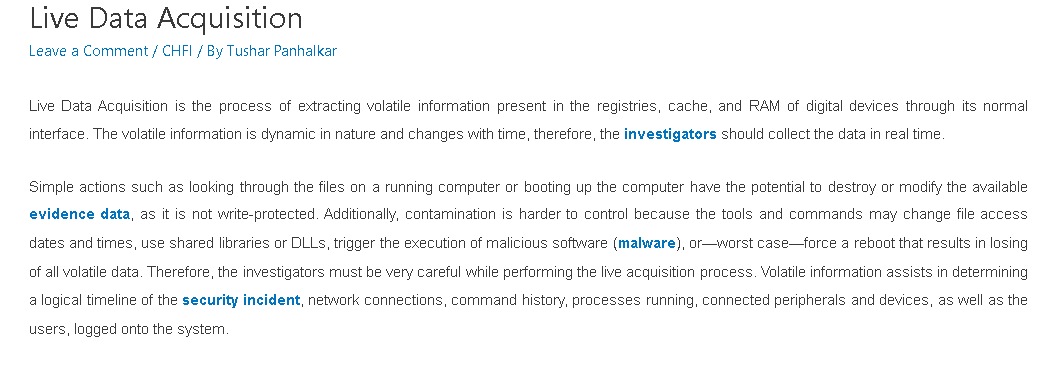 Live Data Acquisition
Leave a Comment / CHFI / By Tushar Panhalkar
Live Data Acquisition is the process of extracting volatile information present in the registries, cache, and RAM of digital devices through its normal
interface. The volatile information is dynamic in nature and changes with time, therefore, the investigators should collect the data in real time.
Simple actions such as looking through the files on a running computer or booting up the computer have the potential to destroy or modify the available
evidence data, as it is not write-protected. Additionally, contamination is harder to control because the tools and commands may change file access
dates and times, use shared libraries or DLLs, trigger the execution of malicious software (malware), or—worst case—force a reboot that results in losing
of all volatile data. Therefore, the investigators must be very careful while performing the live acquisition process. Volatile information assists in determining
a logical timeline of the security incident, network connections, command history, processes running, connected peripherals and devices, as well as the
users, logged onto the system.